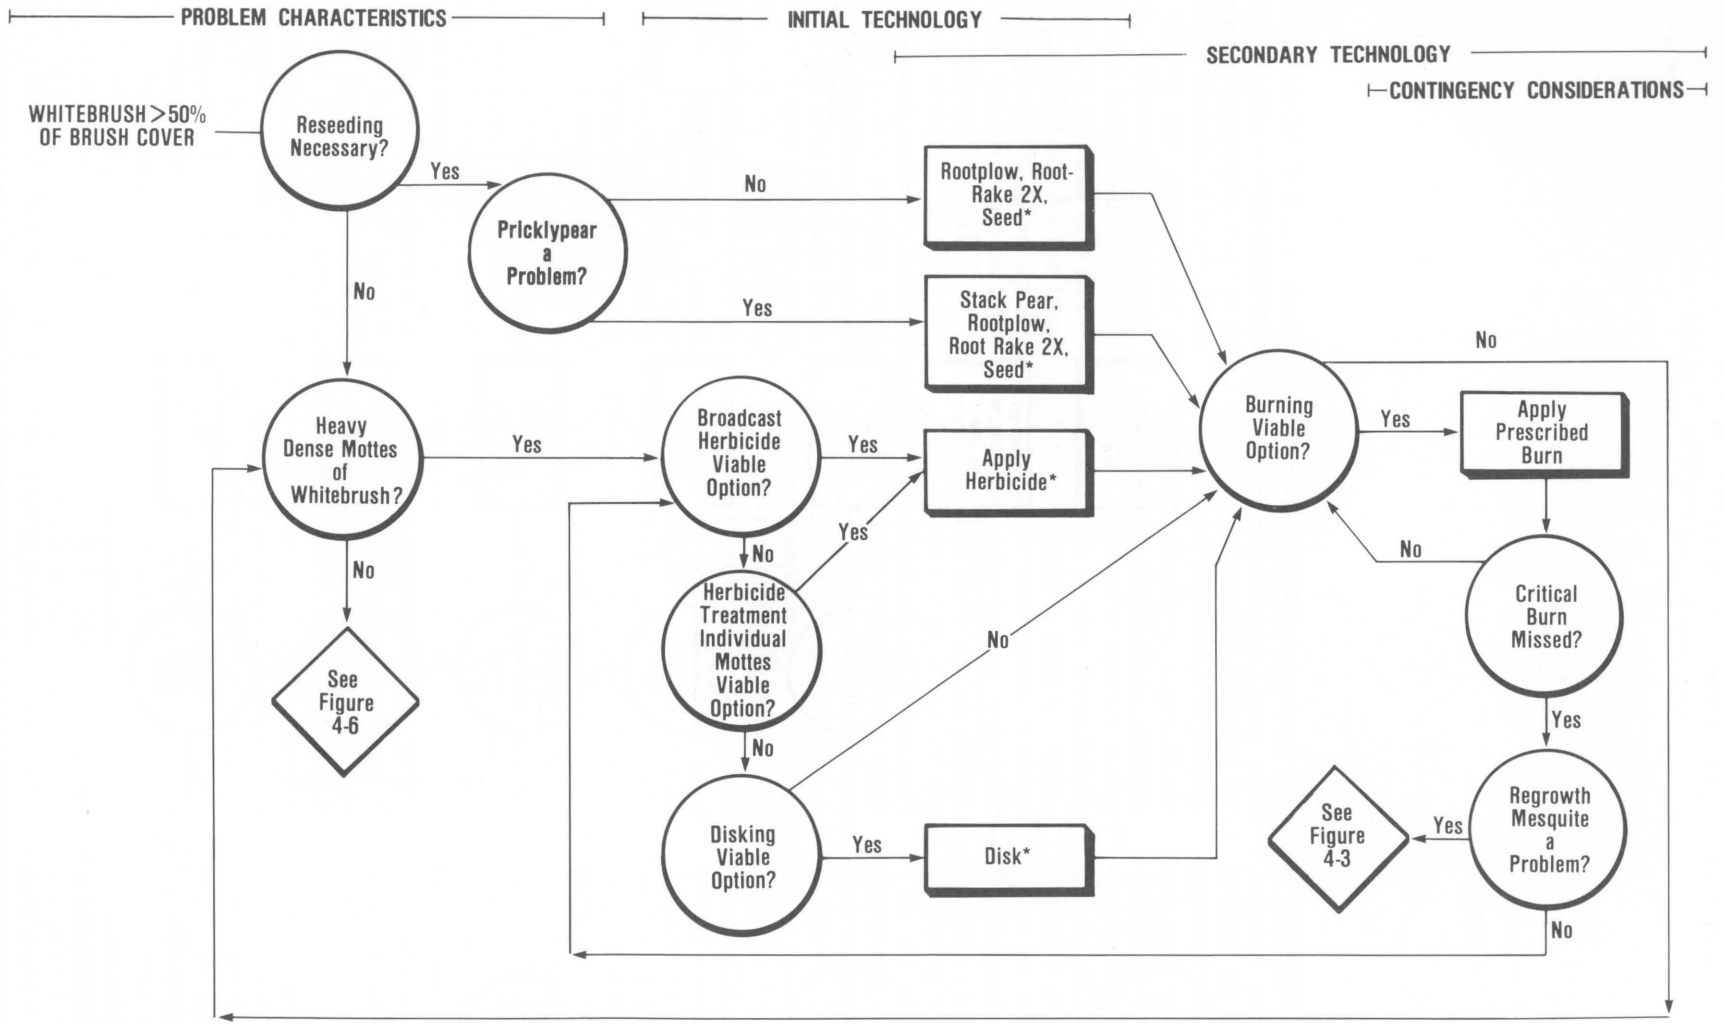 PROBLEM CHARACTERISTICS
INITIAL TECHNOLOGY
SECONDARY TECHNOLOGY
CONTINGENCY CONSIDERATIONS
WHITEBRUSH >50%
OF BRUSH COVER
Reseeding
Necessary?
Yes
No
Pricklypear
a
Problem?
No
Yes
Rootplow, Root-
Rake 2X,
Seed*
Stack Pear,
Rootplow,
Root Rake 2X,
Seed*
Heavy
Dense Mottes
of
Whitebrush?
Yes
No
See
Figure
4-6
Broadcast
Herbicide
Viable
Option?
Yes
No
Apply
Herbicide*
Herbicide
Treatment
Individual
Mottes
Viable
Option?
Yes
No
Disking
Viable
Option?
No
Yes
Disk*
Burning
Viable
Option?
No
Yes
Apply
Prescribed
Burn
Critical
Burn
Missed?
No
Yes
Regrowth
Mesquite
a
Problem?
Yes
No
See
Figure
4-3